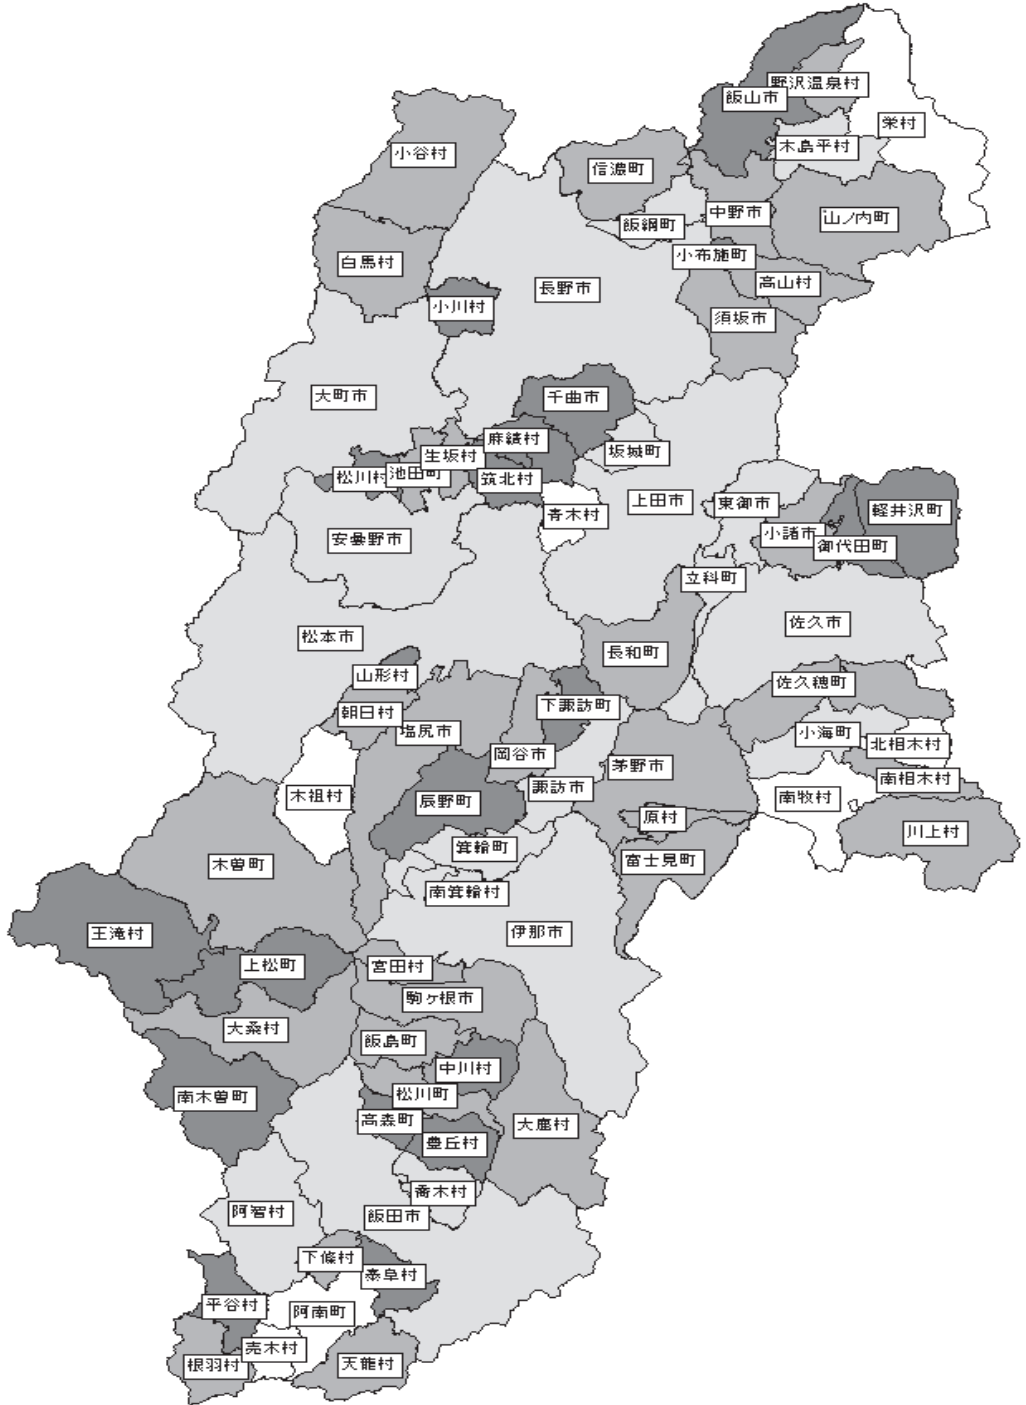 野沢温泉村
飯山市
栄村
木島平村
小谷村
信濃町
中野市
山ノ内町
飯綱町
小布施町
白馬村
高山村
長野市
小川村
須坂市
大町市
千曲市
麻績村
坂城町
生坂村
松川村
池田町
筑北村
上田市
東御市
軽井沢町
青木村
小諸市
安曇野市
御代田町
立科町
佐久市
松本市
長和町
山形村
佐久穂町
下諏訪町
朝日村
塩尻市
小海町
北相木村
岡谷市
茅野市
南相木村
諏訪市
木祖村
辰野町
南牧村
原村
川上村
箕輪町
木曽町
富士見町
南箕輪村
王滝村
伊那市
上松町
宮田村
駒ヶ根市
大桑村
飯島町
中川村
南木曽町
松川町
高森町
大鹿村
豊丘村
喬木村
阿智村
飯田市
下條村
泰阜村
平谷村
阿南町
売木村
根羽村
天龍村